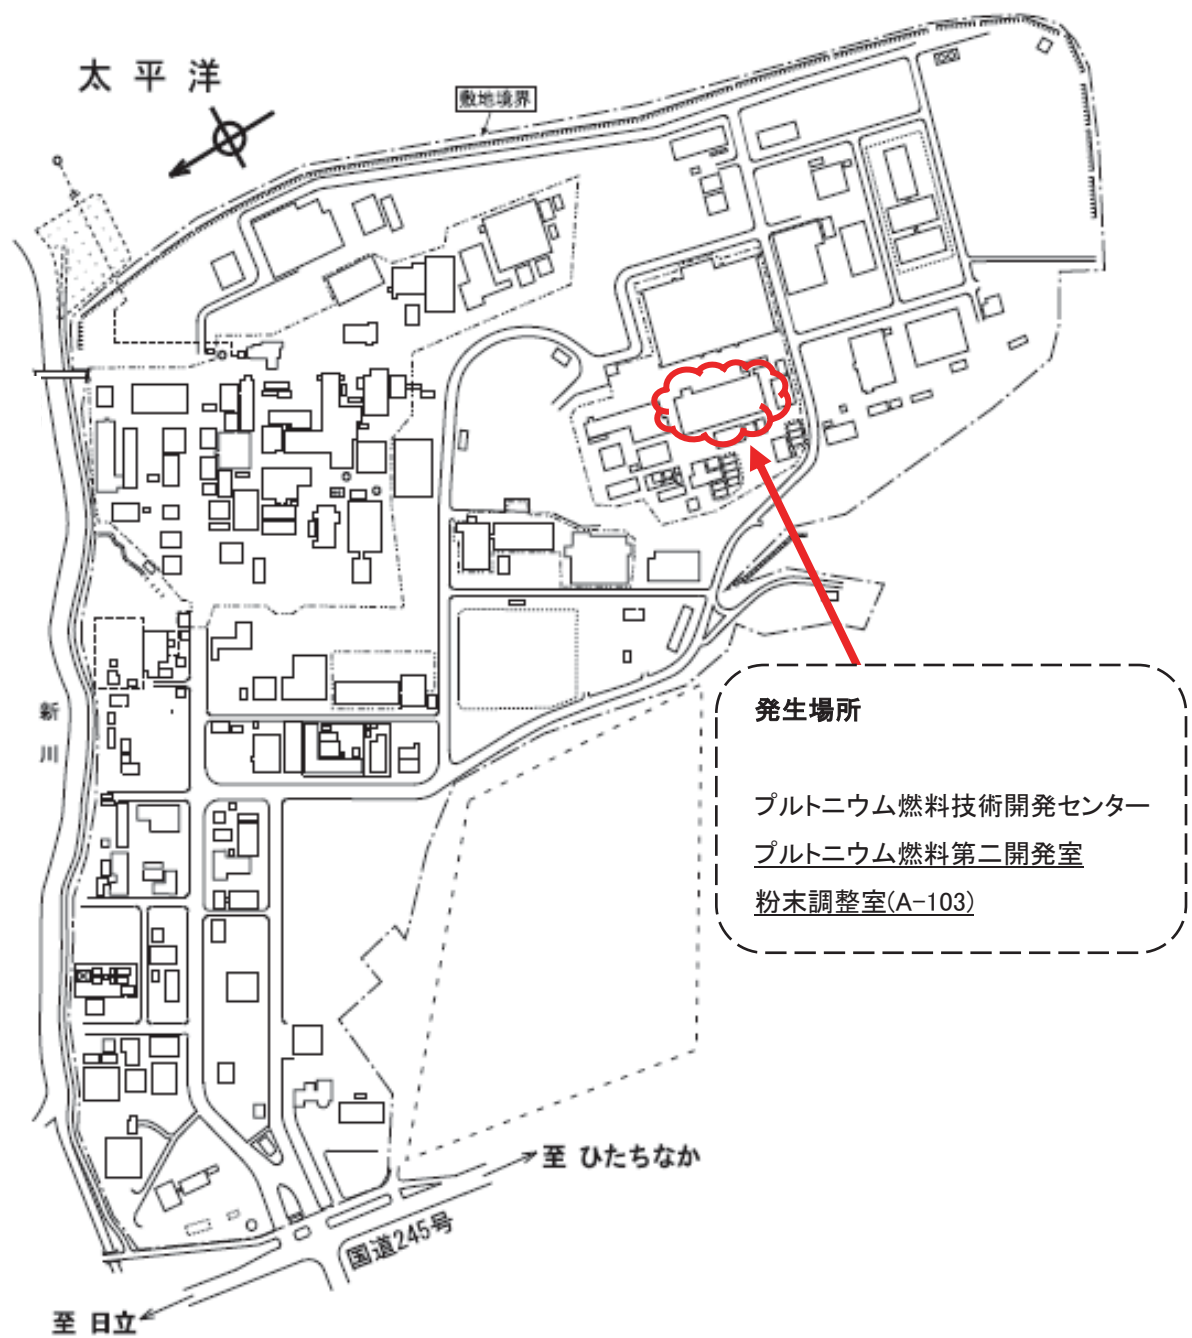 太平洋
敷地境界
新川
発生場所
プルトニウム燃料技術開発センター
プルトニウム燃料第二開発室
粉末調整室(A-103)
至 ひたちなか
国道245号
至 日立